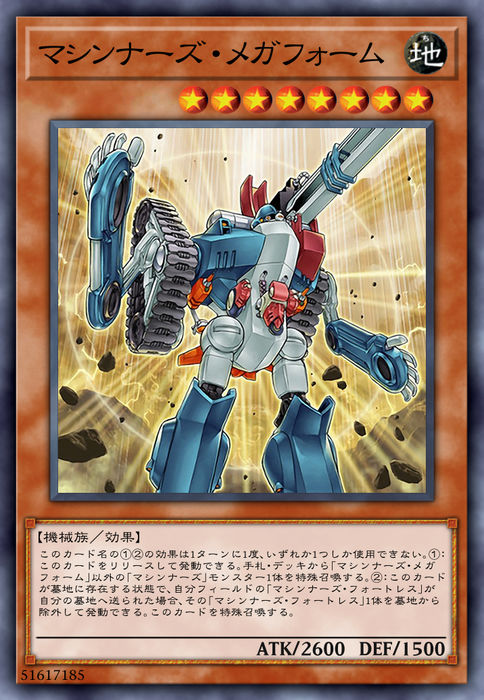 マシンナーズ・メガフォーム
地
ち
【機械族／効果】
このカード名の①②の効果は1ターンに1度、いずれか1つしか使用できない。①：
このカードをリリースして発動できる。手札・デッキから「マシンナーズ・メガ
フォーム」以外の「マシンナーズ」モンスター1体を特殊召喚する。②：このカード
が墓地に存在する状態で、自分フィールドの「マシンナーズ・フォートレス」が
自分の墓地へ送られた場合、その「マシンナーズ・フォートレス」1体を墓地から
除外して発動できる。このカードを特殊召喚する。
ATK/2600 DEF/1500
51617185